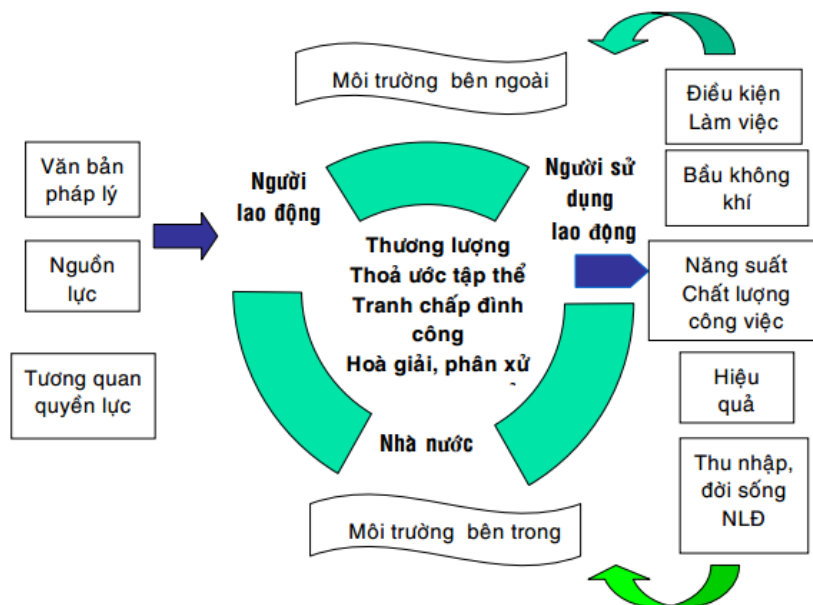 Môi trường bên ngoài
Văn bản
pháp lý
Nguồn
lực
Tương quan
quyền lực
Người
lao động
Người sử
dụng
lao động
Thương lượng
Thoả ước tập thể
Tranh chấp đình
công
Hoà giải, phân xử
Nhà nước
Môi trường bên trong
Điều kiện
Làm việc
Bầu không
khí
Năng suất
Chất lượng
công việc
Hiệu
quả
Thu nhập,
đời sống
NLĐ